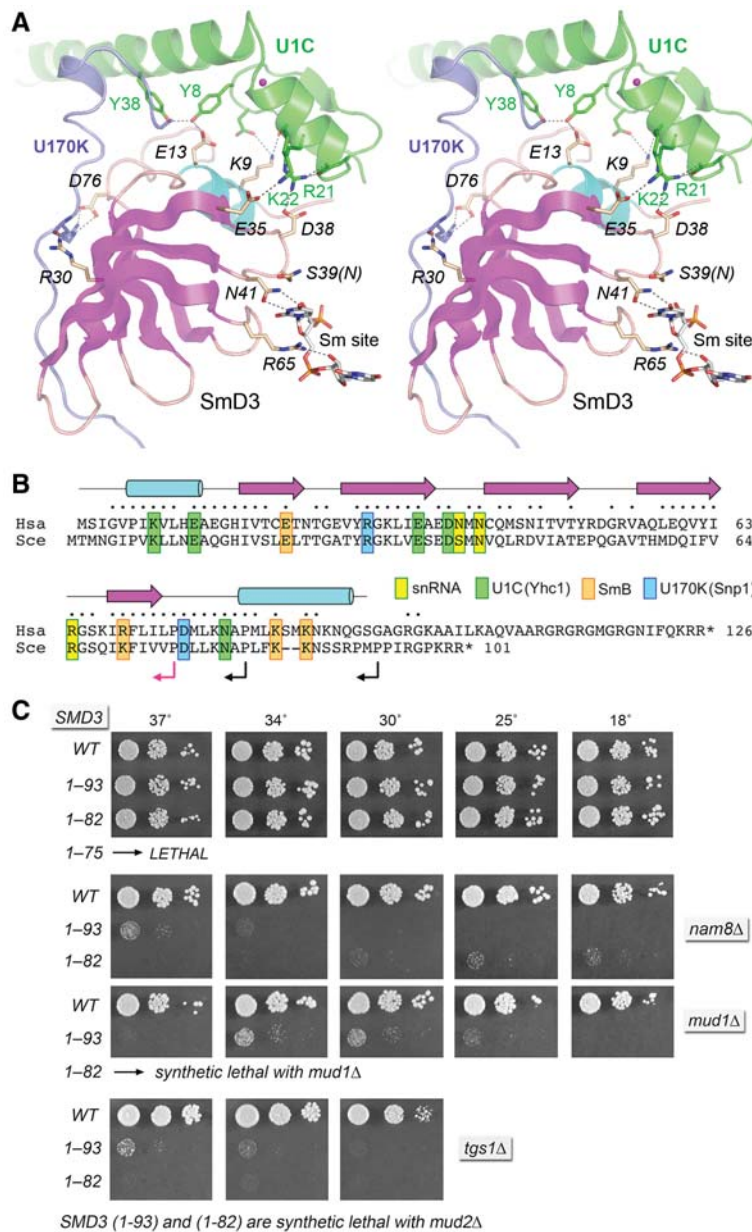 A
U1C
Y38
Y8
U170K
E13
K9
D76
K22
R21
E35
D38
R30
S39(N)
N41
Sm site
R65
SmD3
U1C
Y38
Y8
U170K
E13
K9
D76
K22
R21
E35
D38
R30
S39(N)
N41
Sm site
R65
SmD3
B
Hsa MSIGVPIKVLHEAEGHIVTCETNTGEVYRGKLIEAEDNMNCQMSNITVTYRDGRVAQLEQVYI 63
Sce MTMNGIPVKLLNEAQGHIVSLELTTGATYRGKLVESEDSMNVQLRDVIATEPQGAVTHMDQIFV 64
snRNA U1C(Yhc1) SmB U170K(Snp1)
Hsa RGSKIRFLILPDMLKNAPMLKSMKNKNQGSGAGRGKAAILKAQVAARGRGRGMGRGNIFQKRR* 126
Sce RGSQIKFIVVPDLLKNAPLFK--KNSSRPMPPIRGPKRR* 101
C
SMD3 37° 34° 30° 25° 18°
WT
1–93
1–82
1–75 → LETHAL
WT
1–93
1–82
nam8Δ
WT
1–93
mud1Δ
1–82 → synthetic lethal with mud1Δ
WT
1–93
1–82
tgs1Δ
SMD3 (1-93) and (1-82) are synthetic lethal with mud2Δ